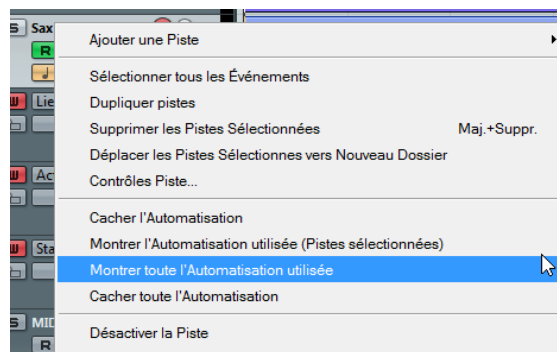 S Sax
Ajouter une Piste
R
Sélectionner tous les Événements
W Lie
Dupliquer pistes
Supprimer les Pistes Sélectionnées Maj.+Suppr.
Déplacer les Pistes Sélectionnes vers Nouveau Dossier
W Ac
Contrôles Piste...
Cacher l'Automatisation
W Sta
Montrer l'Automatisation utilisée (Pistes sélectionnées)
Montrer toute l'Automatisation utilisée
Cacher toute l'Automatisation
S MID
Désactiver la Piste
R